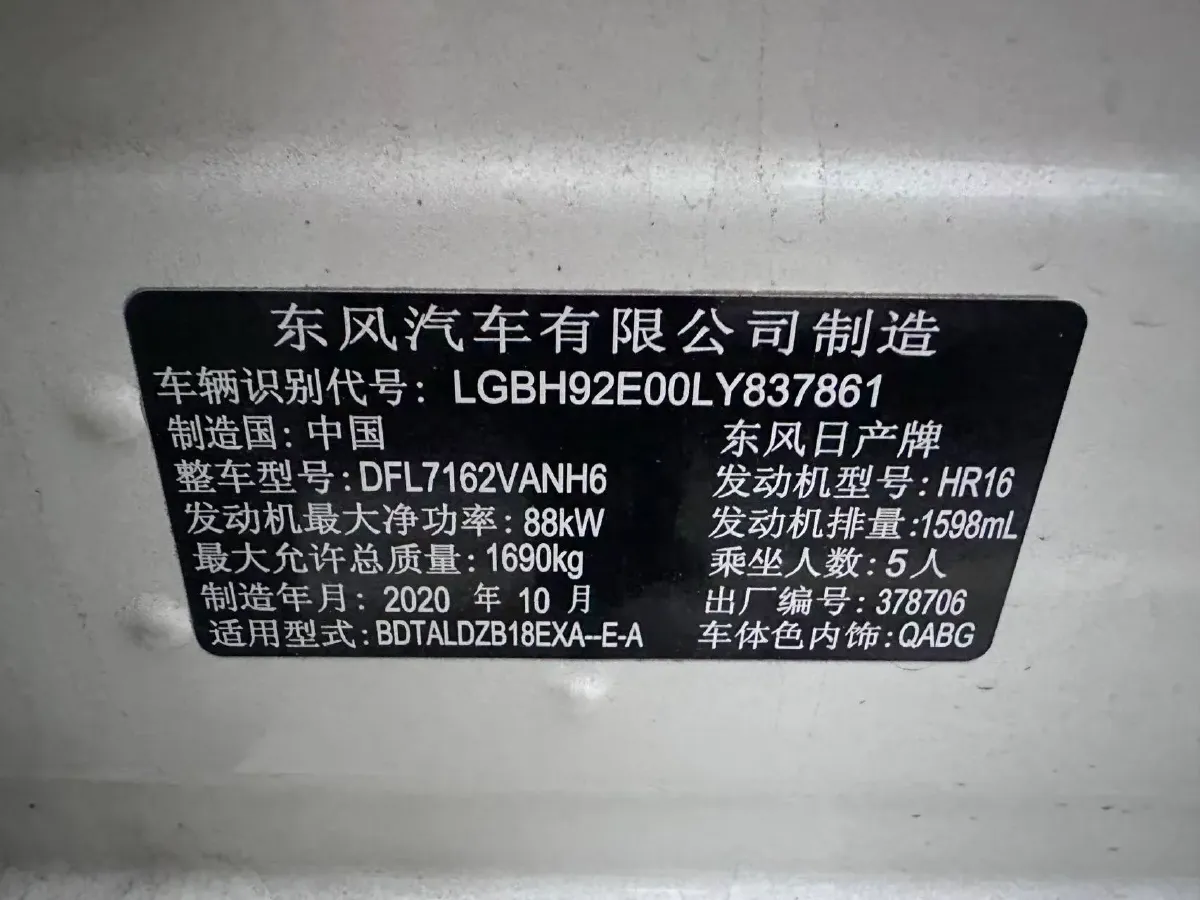 东风汽车有限公司制造
车辆识别代号: LGBH92E00LY837861
制造国: 中国 东风日产牌
整车型号: DFL7162VANH6 发动机型号: HR16
发动机最大净功率: 88kW 发动机排量: 1598mL
最大允许总质量: 1690kg 乘坐人数: 5人
制造年月: 2020 年 10 月 出厂编号: 378706
适用型式: BDTALDZB18EXA--E-A 车体色内饰: QABG